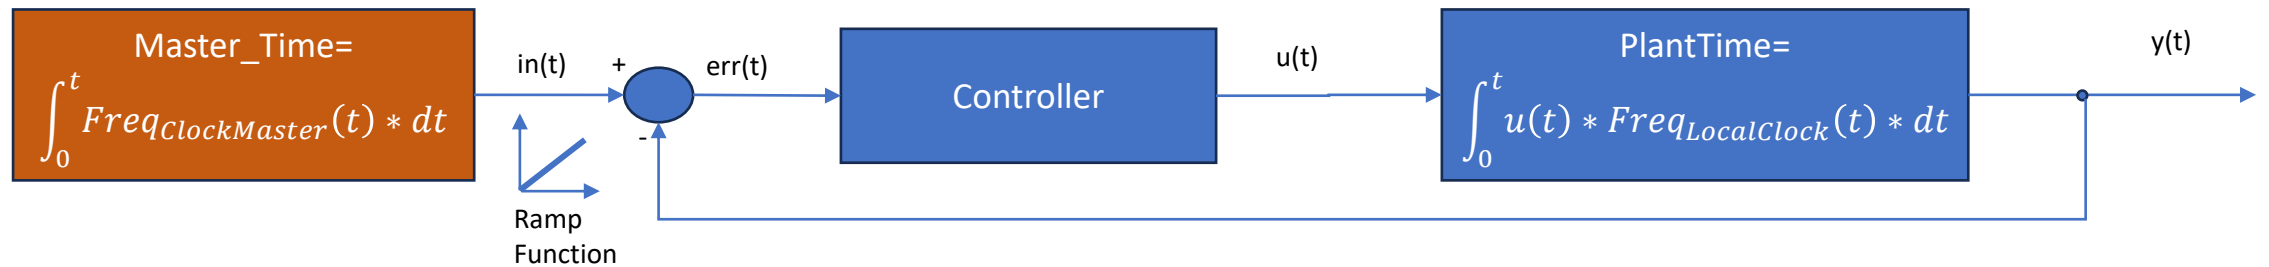 Master_Time=
∫₀ᵗ Freq_ClockMaster(t) * dt
in(t)
+
-
Ramp
Function
err(t)
Controller
u(t)
PlantTime=
∫₀ᵗ u(t) * Freq_LocalClock(t) * dt
y(t)